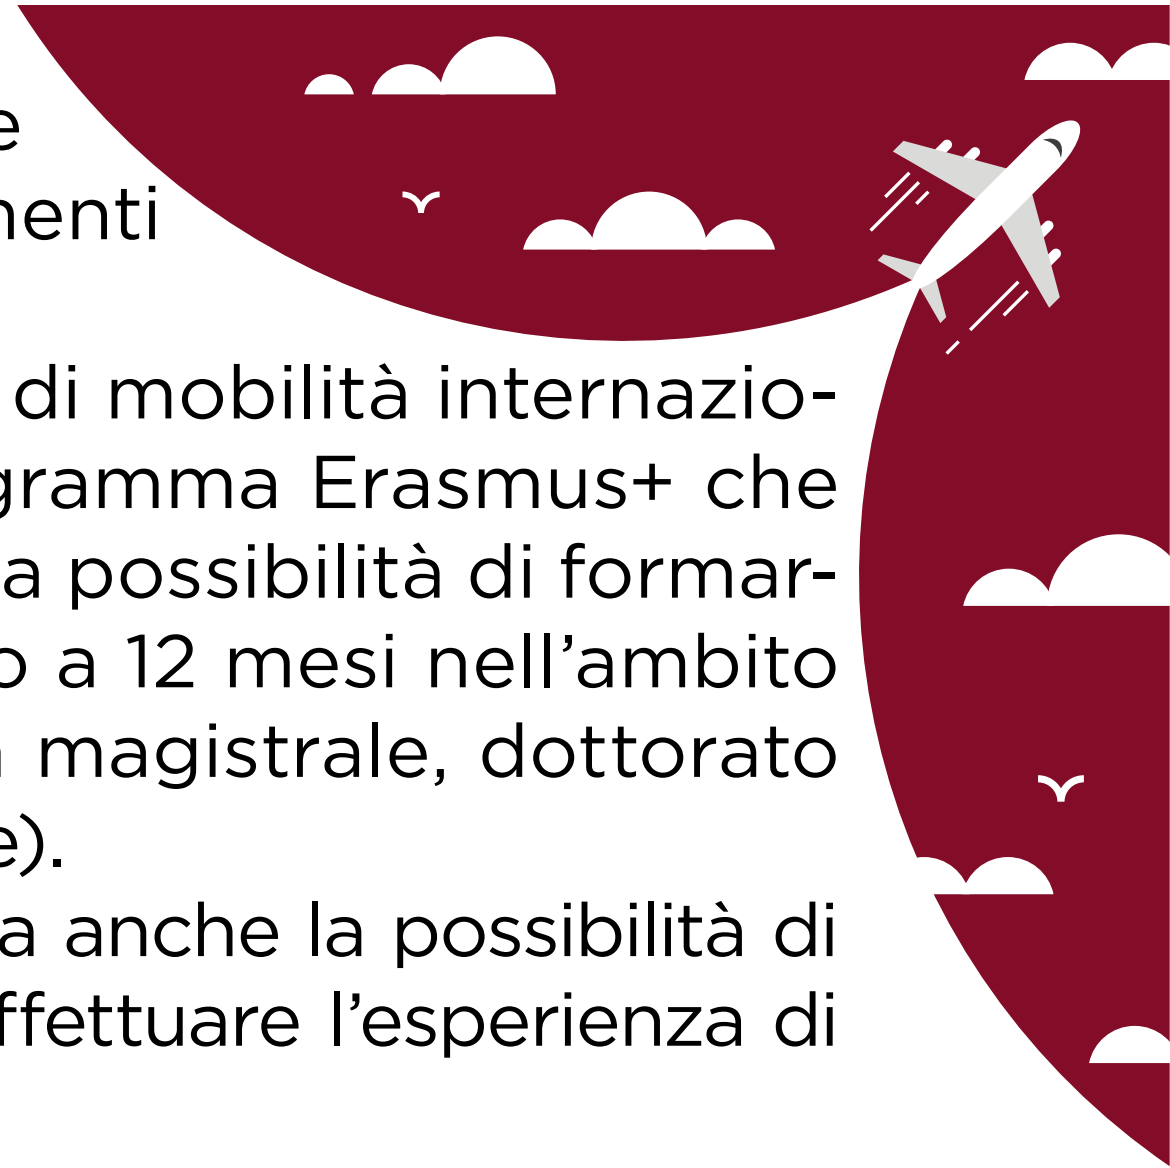 e
nenti
di mobilità internazio-
gramma Erasmus+ che
a possibilità di formar-
o a 12 mesi nell’ambito
magistrale, dottorato
e).
a anche la possibilità di
ffettuare l’esperienza di